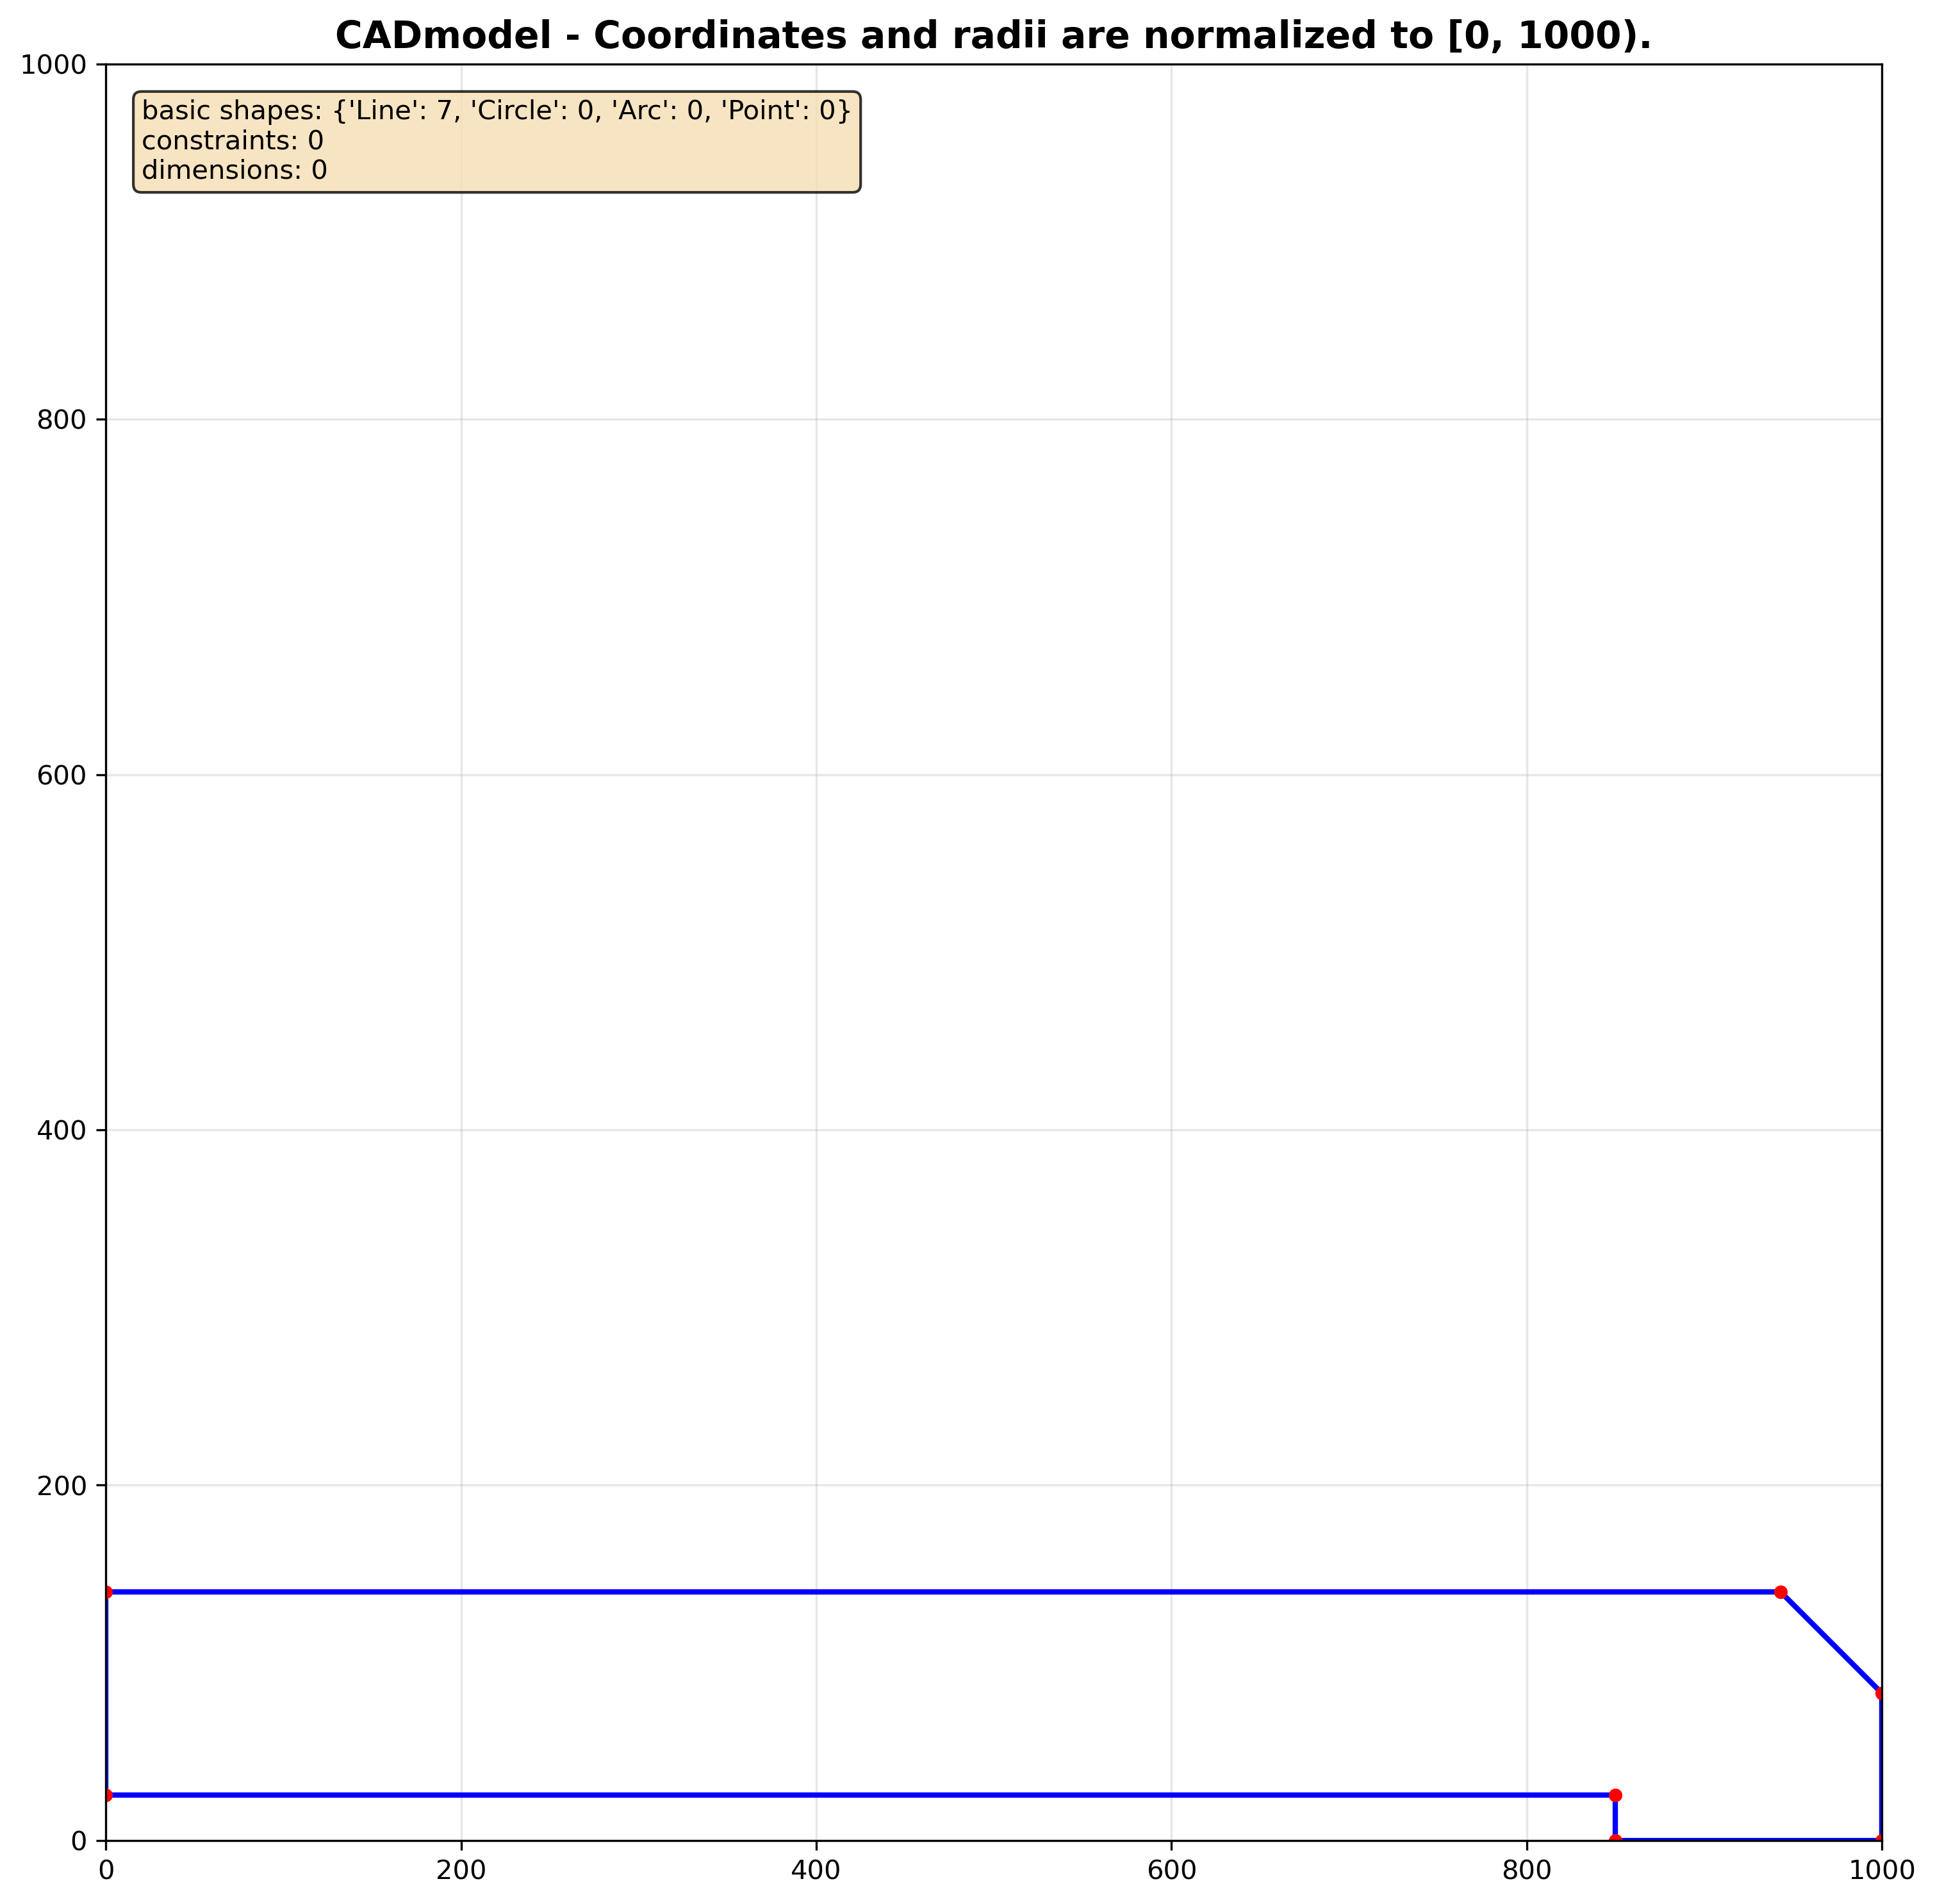 CADmodel - Coordinates and radii are normalized to [0, 1000).
basic shapes: {'Line': 7, 'Circle': 0, 'Arc': 0, 'Point': 0}
constraints: 0
dimensions: 0
1000
800
600
400
200
0
0 200 400 600 800 1000